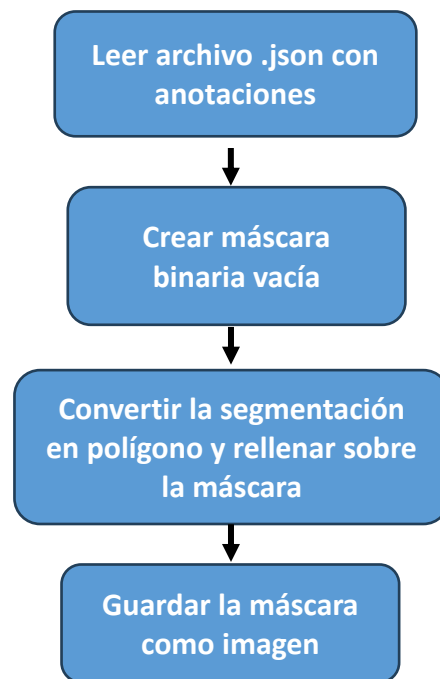 Leer archivo .json con
anotaciones
Crear máscara
binaria vacía
Convertir la segmentación
en polígono y rellenar sobre
la máscara
Guardar la máscara
como imagen